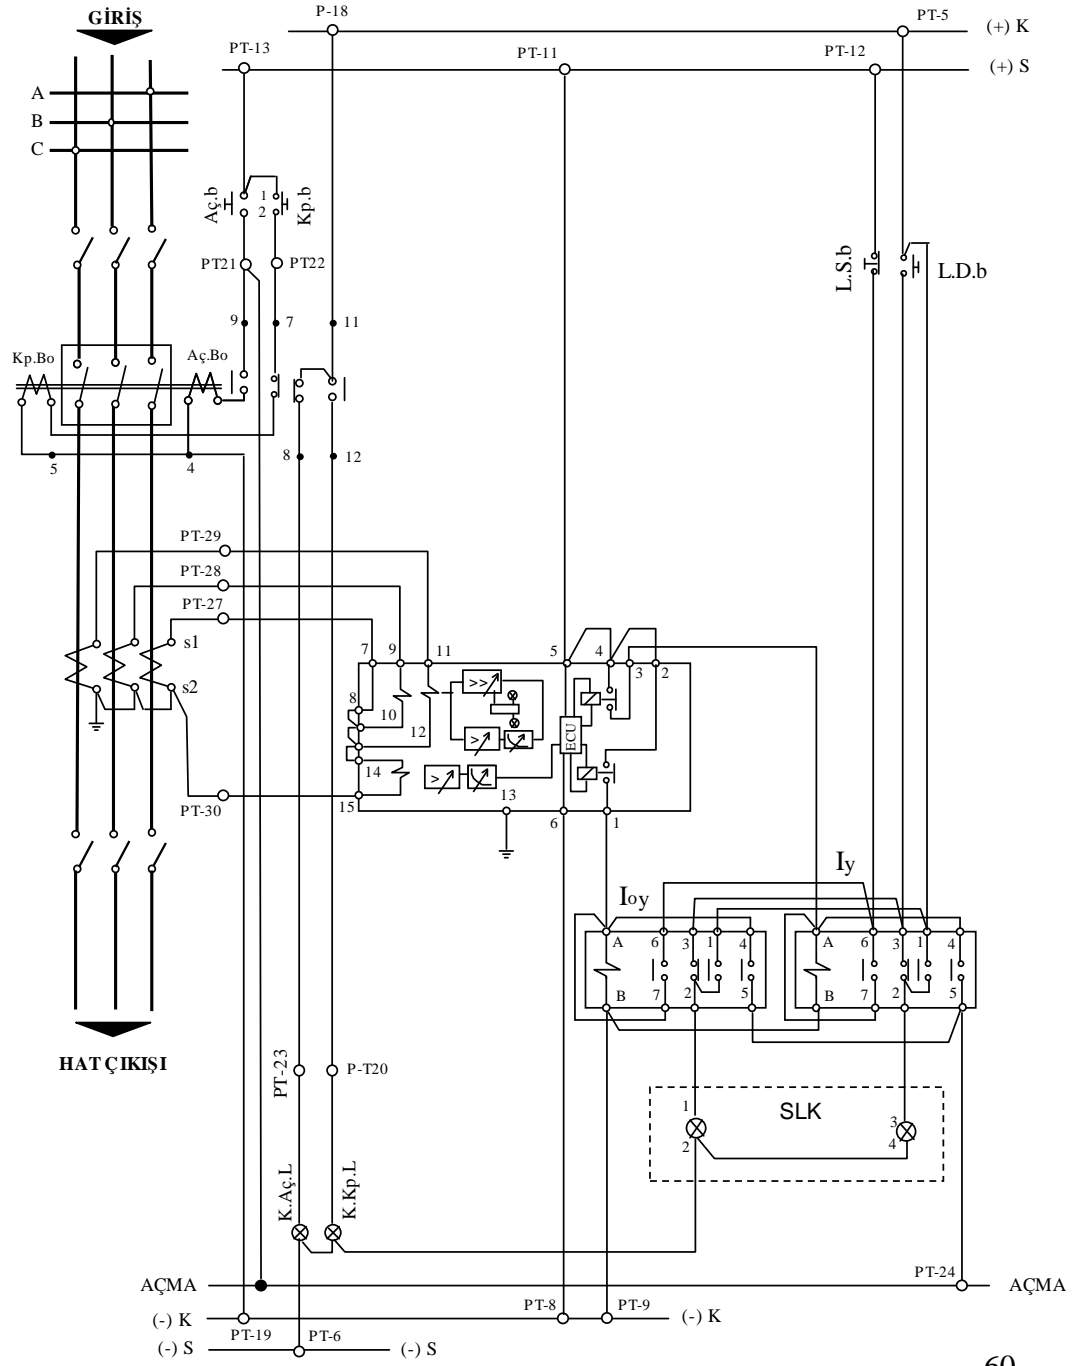 GİRİŞ
P-18
PT-5
(+) K
PT-13
PT-11
PT-12
(+) S
A
B
C
Aç.b
1
2
Kp.b
PT21
PT22
L.S.b
L.D.b
9
7
11
Kp.Bo
Aç.Bo
5
4
8
12
PT-29
PT-28
PT-27
s1
s2
7
9
11
5
4
3
2
8
10
12
>>
>
ECU
14
>
13
PT-30
15
6
1
Ioy
Iy
A
6
3
1
4
A
6
3
1
4
B
7
2
5
B
7
2
5
HAT ÇIKIŞI
PT-23
P-T20
SLK
1
2
3
4
K.Aç.L
K.Kp.L
AÇMA
PT-24
AÇMA
(-) K
PT-8
PT-9
(-) K
PT-19
PT-6
(-) S
(-) S